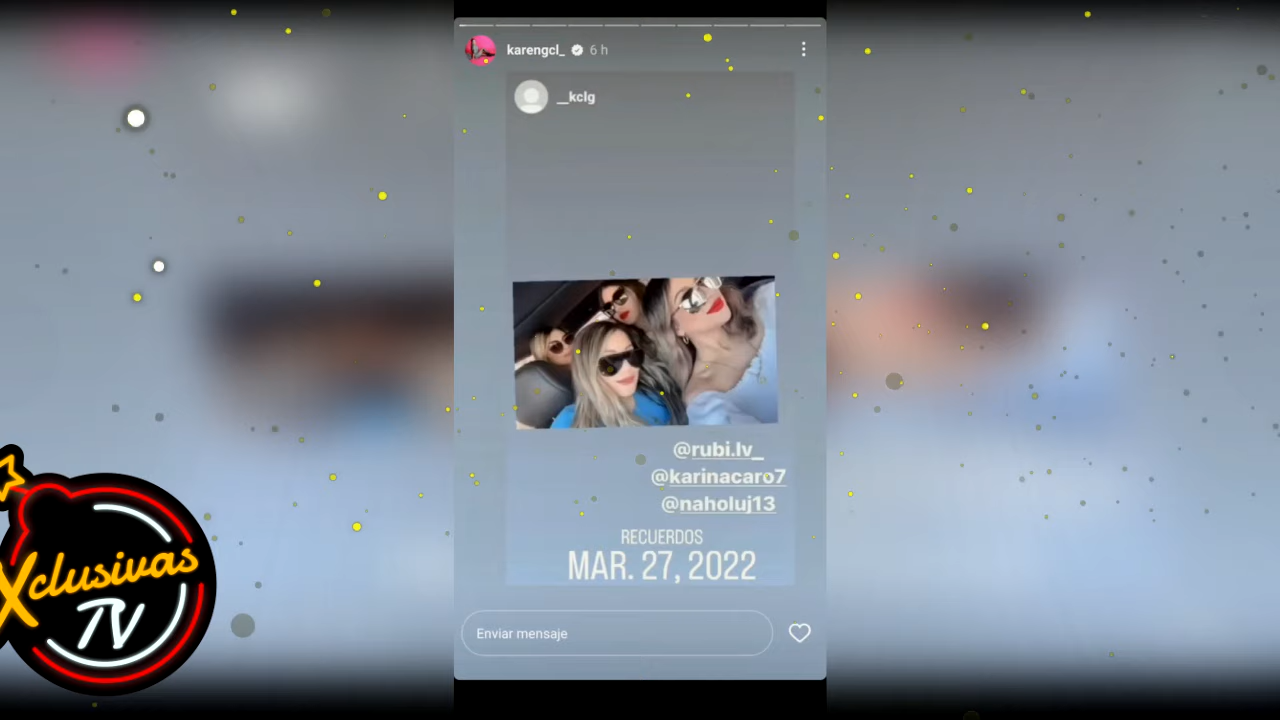 karengcl_ 6 h
__kclg
@rubi.lv_
@karinacaro7
@naholuj13
RECUERDOS
MAR. 27, 2022
Enviar mensaje
Xclusivas
TV